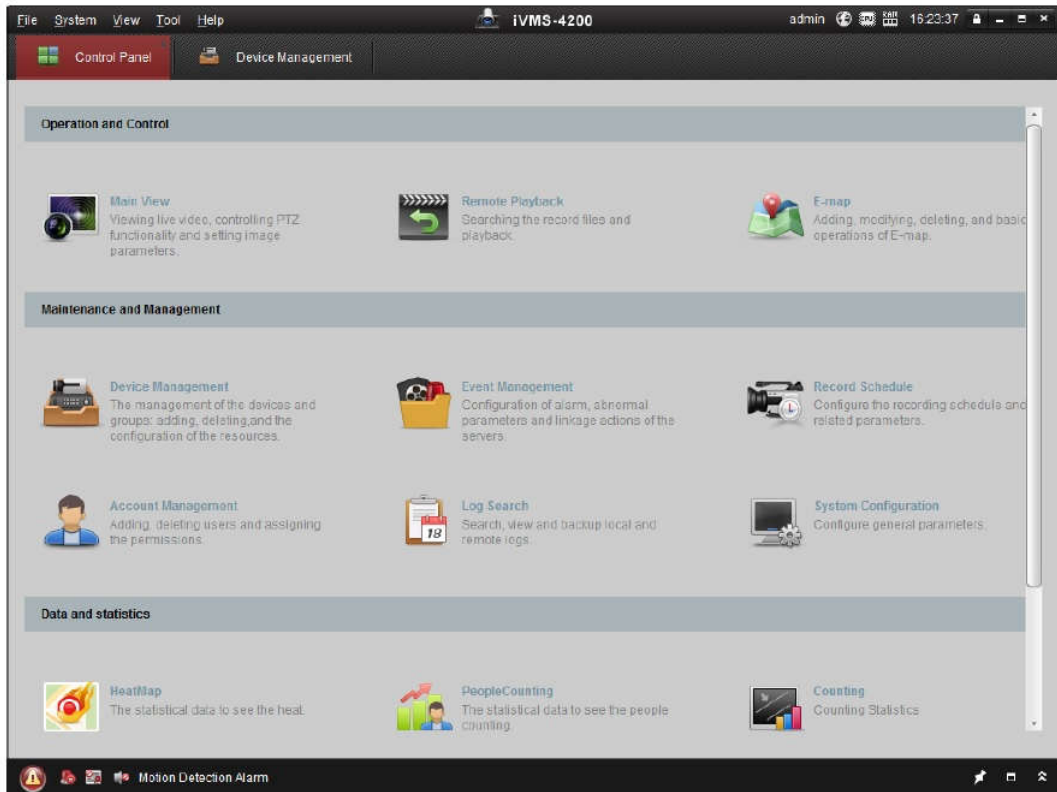 File System View Tool Help iVMS-4200 admin 16:23:37
Control Panel Device Management
Operation and Control
Main View
Viewing live video, controlling PTZ
functionality and setting image
parameters.
Remote Playback
Searching the record files and
playback.
E-map
Adding, modifying, deleting, and basic
operations of E-map.
Maintenance and Management
Device Management
The management of the devices and
groups: adding, deleting,and the
configuration of the resources.
Event Management
Configuration of alarm, abnormal
parameters and linkage actions of the
servers.
Record Schedule
Configure the recording schedule and
related parameters.
Account Management
Adding, deleting users and assigning
the permissions.
18
Log Search
Search, view and backup local and
remote logs.
System Configuration
Configure general parameters.
Data and statistics
HeatMap
The statistical data to see the heat.
PeopleCounting
The statistical data to see the people
counting.
Counting
Counting Statistics
Motion Detection Alarm